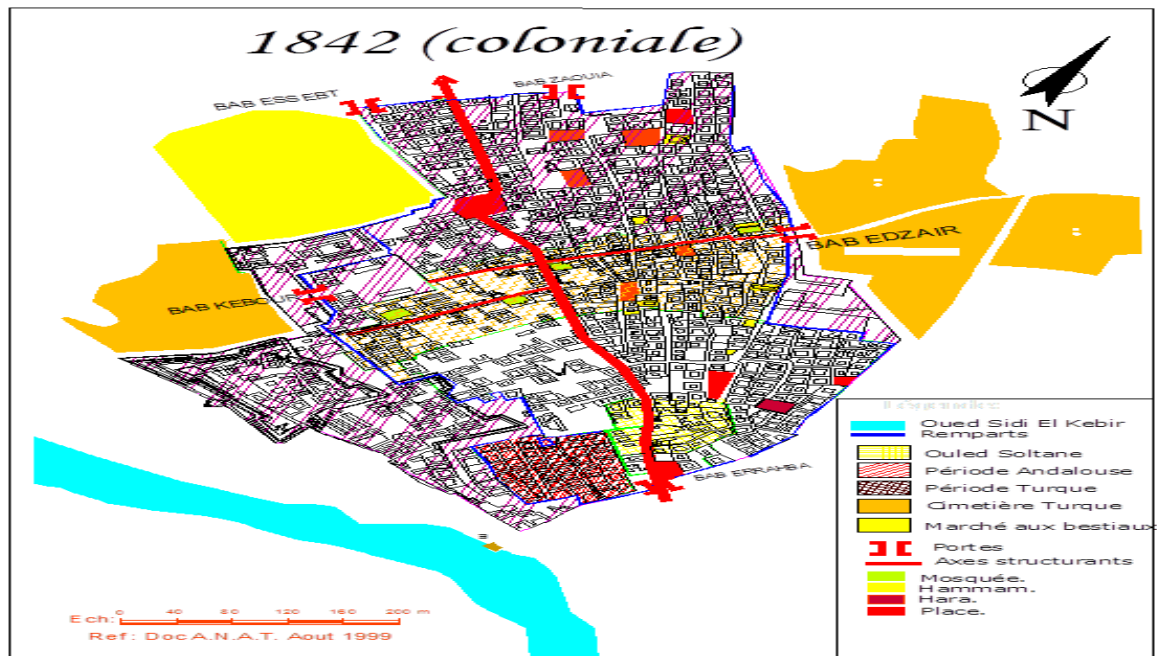 1842 (coloniale)
BAB ESS EBT
BAB ZAOUIA
N
BAB EDZAIR
BAB KEBOUR
BAB ERRAHBA
Oued Sidi El Kebir
Remparts
Ouled Soltane
Période Andalouse
Période Turque
Cimetière Turque
Marché aux bestiaux
Portes
Axes structurants
Mosquée.
Hammam.
Hara.
Place.
Ech: 0 40 80 120 160 200 m
Ref: Doc A.N.A.T. Aout 1999